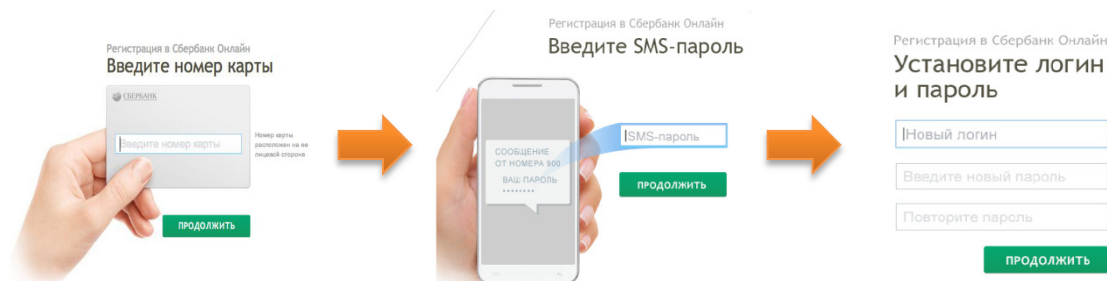 Регистрация в Сбербанк Онлайн
Введите номер карты
СБЕРБАНК
Введите номер карты
Номер карты
расположен на ее
лицевой стороне
ПРОДОЛЖИТЬ
Регистрация в Сбербанк Онлайн
Введите SMS-пароль
SMS-пароль
СООБЩЕНИЕ
ОТ НОМЕРА 900
ВАШ ПАРОЛЬ
********
ПРОДОЛЖИТЬ
Регистрация в Сбербанк Онлайн
Установите логин
и пароль
Новый логин
Введите новый пароль
Повторите пароль
ПРОДОЛЖИТЬ